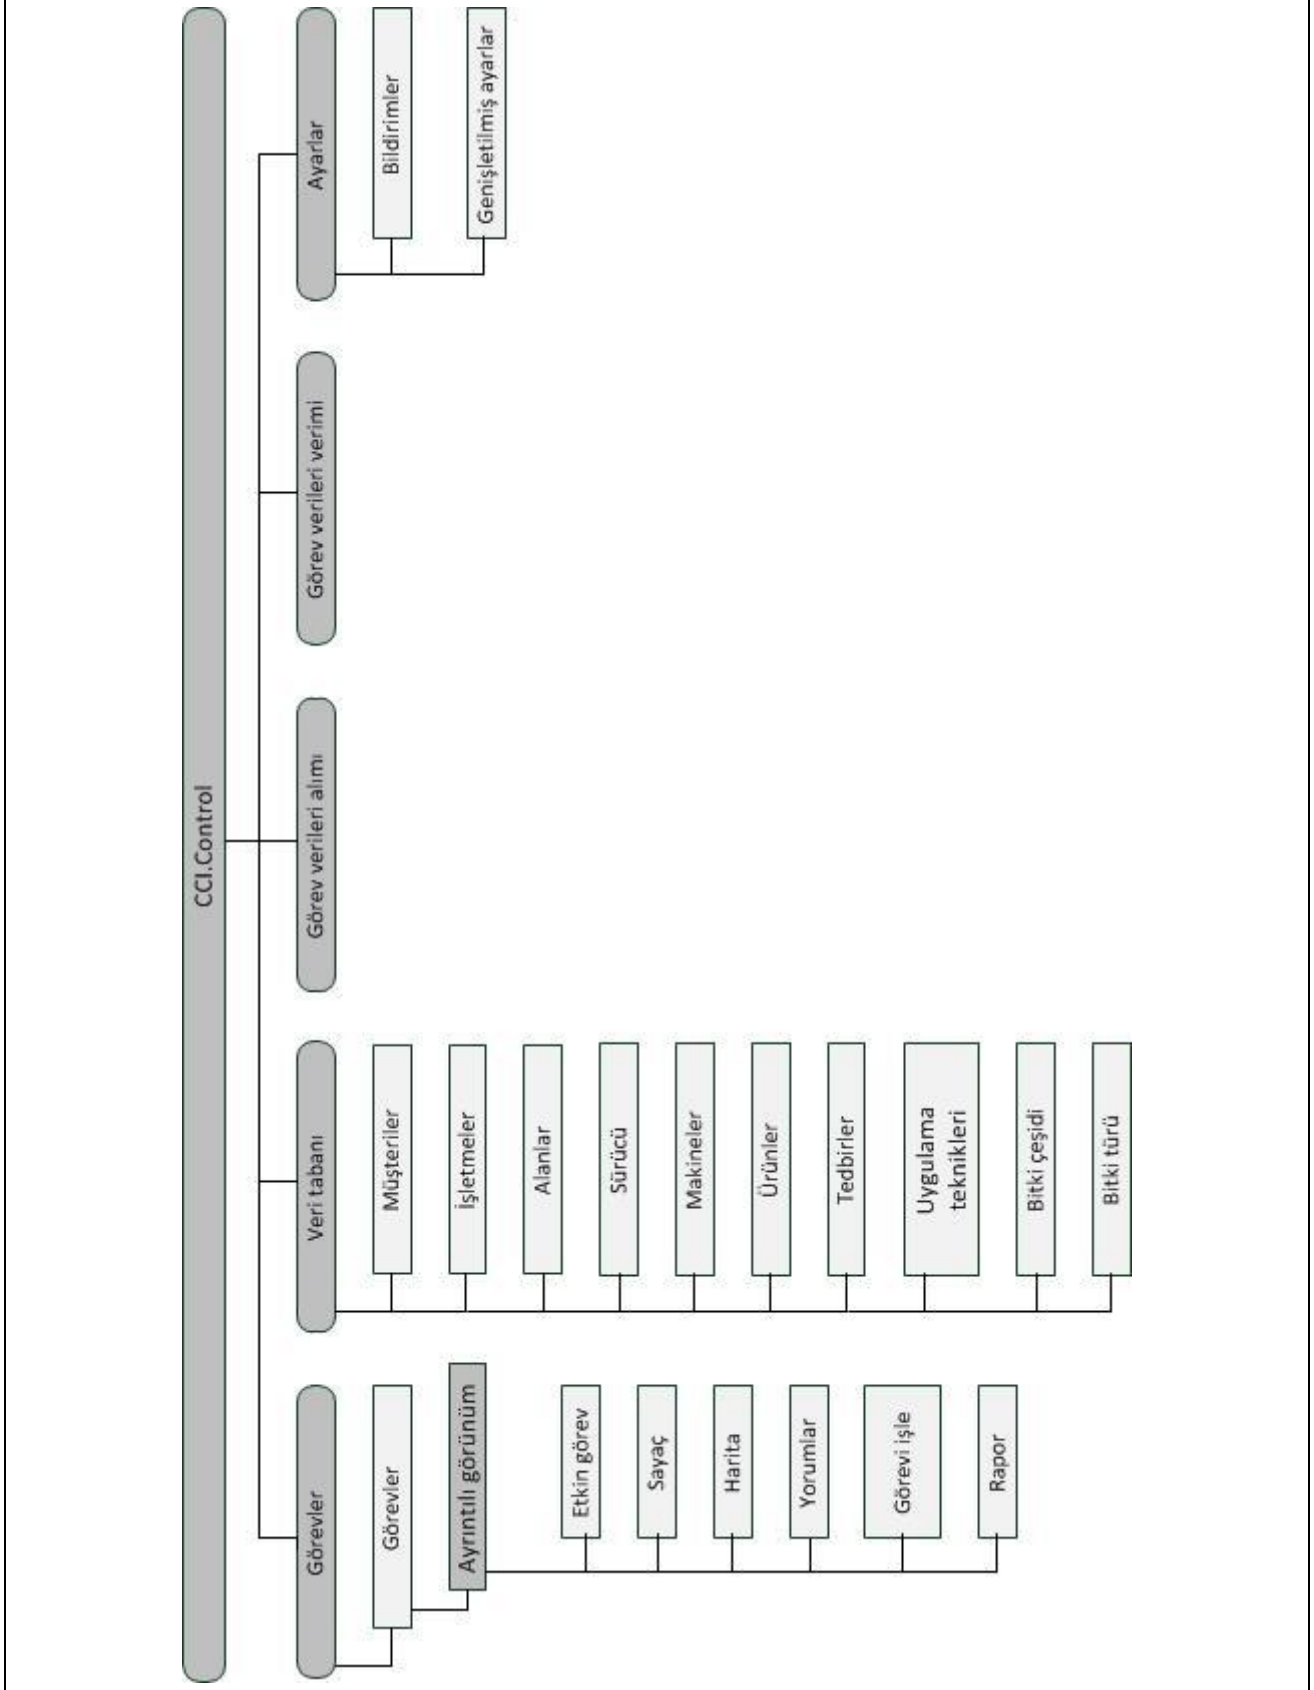 CCI.Control
Görevler
Görevler
Ayrıntılı görünüm
Etkin görev
Sayaç
Harita
Yorumlar
Görevi işle
Rapor
Veri tabanı
Müşteriler
İşletmeler
Alanlar
Sürücü
Makineler
Ürünler
Tedbirler
Uygulama
teknikleri
Bitki çeşidi
Bitki türü
Görev verileri alımı
Görev verileri verimi
Ayarlar
Bildirimler
Genişletilmiş ayarlar